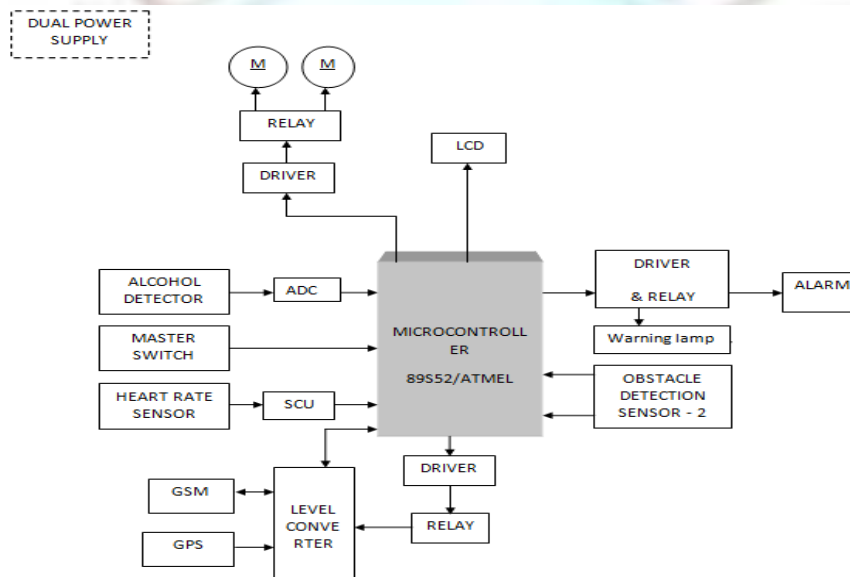 DUAL POWER
SUPPLY
M
M
RELAY
DRIVER
LCD
ALCOHOL
DETECTOR
ADC
MASTER
SWITCH
HEART RATE
SENSOR
SCU
MICROCONTROLL
ER
89S52/ATMEL
DRIVER
& RELAY
ALARM
Warning lamp
OBSTACLE
DETECTION
SENSOR - 2
DRIVER
RELAY
GSM
GPS
LEVEL
CONVE
RTER